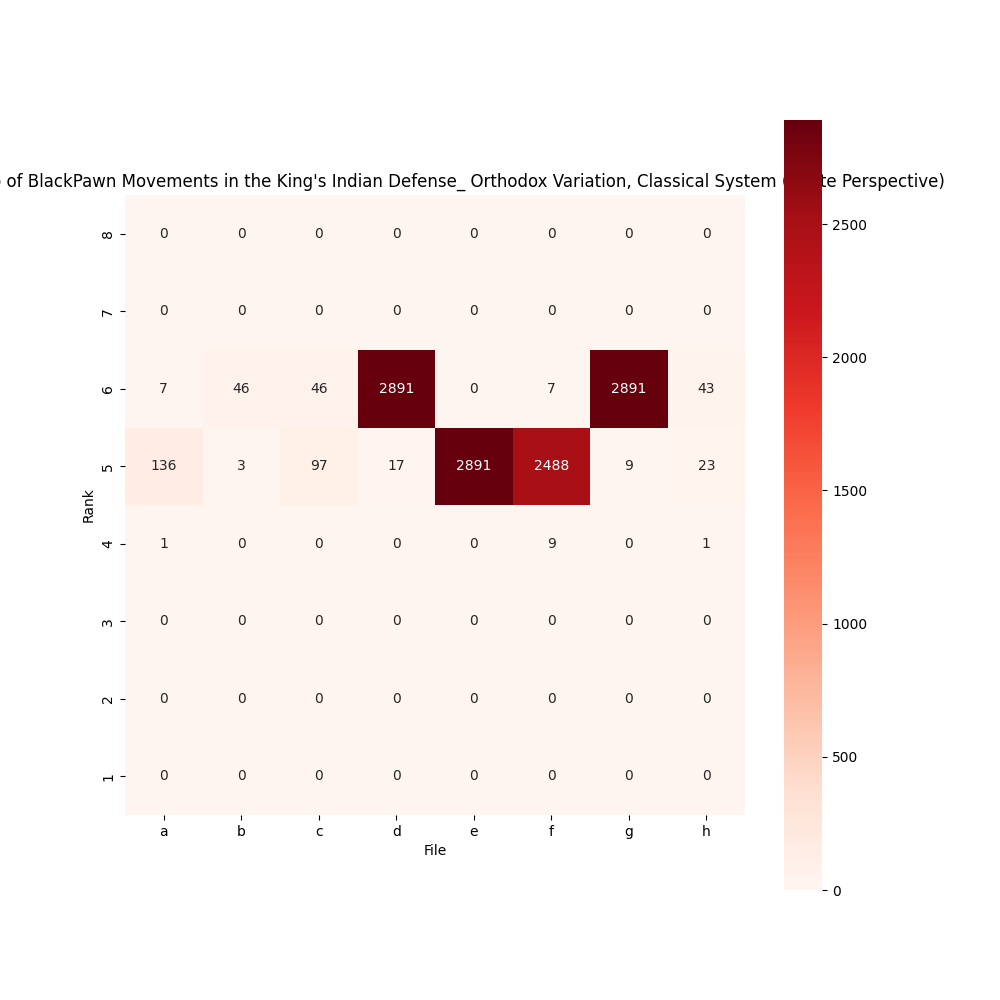 of BlackPawn Movements in the King's Indian Defense_ Orthodox Variation, Classical System ( te Perspective)
8 0 0 0 0 0 0 0 0
7 0 0 0 0 0 0 0 0
6 7 46 46 2891 0 7 2891 43
5 136 3 97 17 2891 2488 9 23
4 1 0 0 0 0 9 0 1
3 0 0 0 0 0 0 0 0
2 0 0 0 0 0 0 0 0
1 0 0 0 0 0 0 0 0
a b c d e f g h
File
Rank
2500
2000
1500
1000
500
0